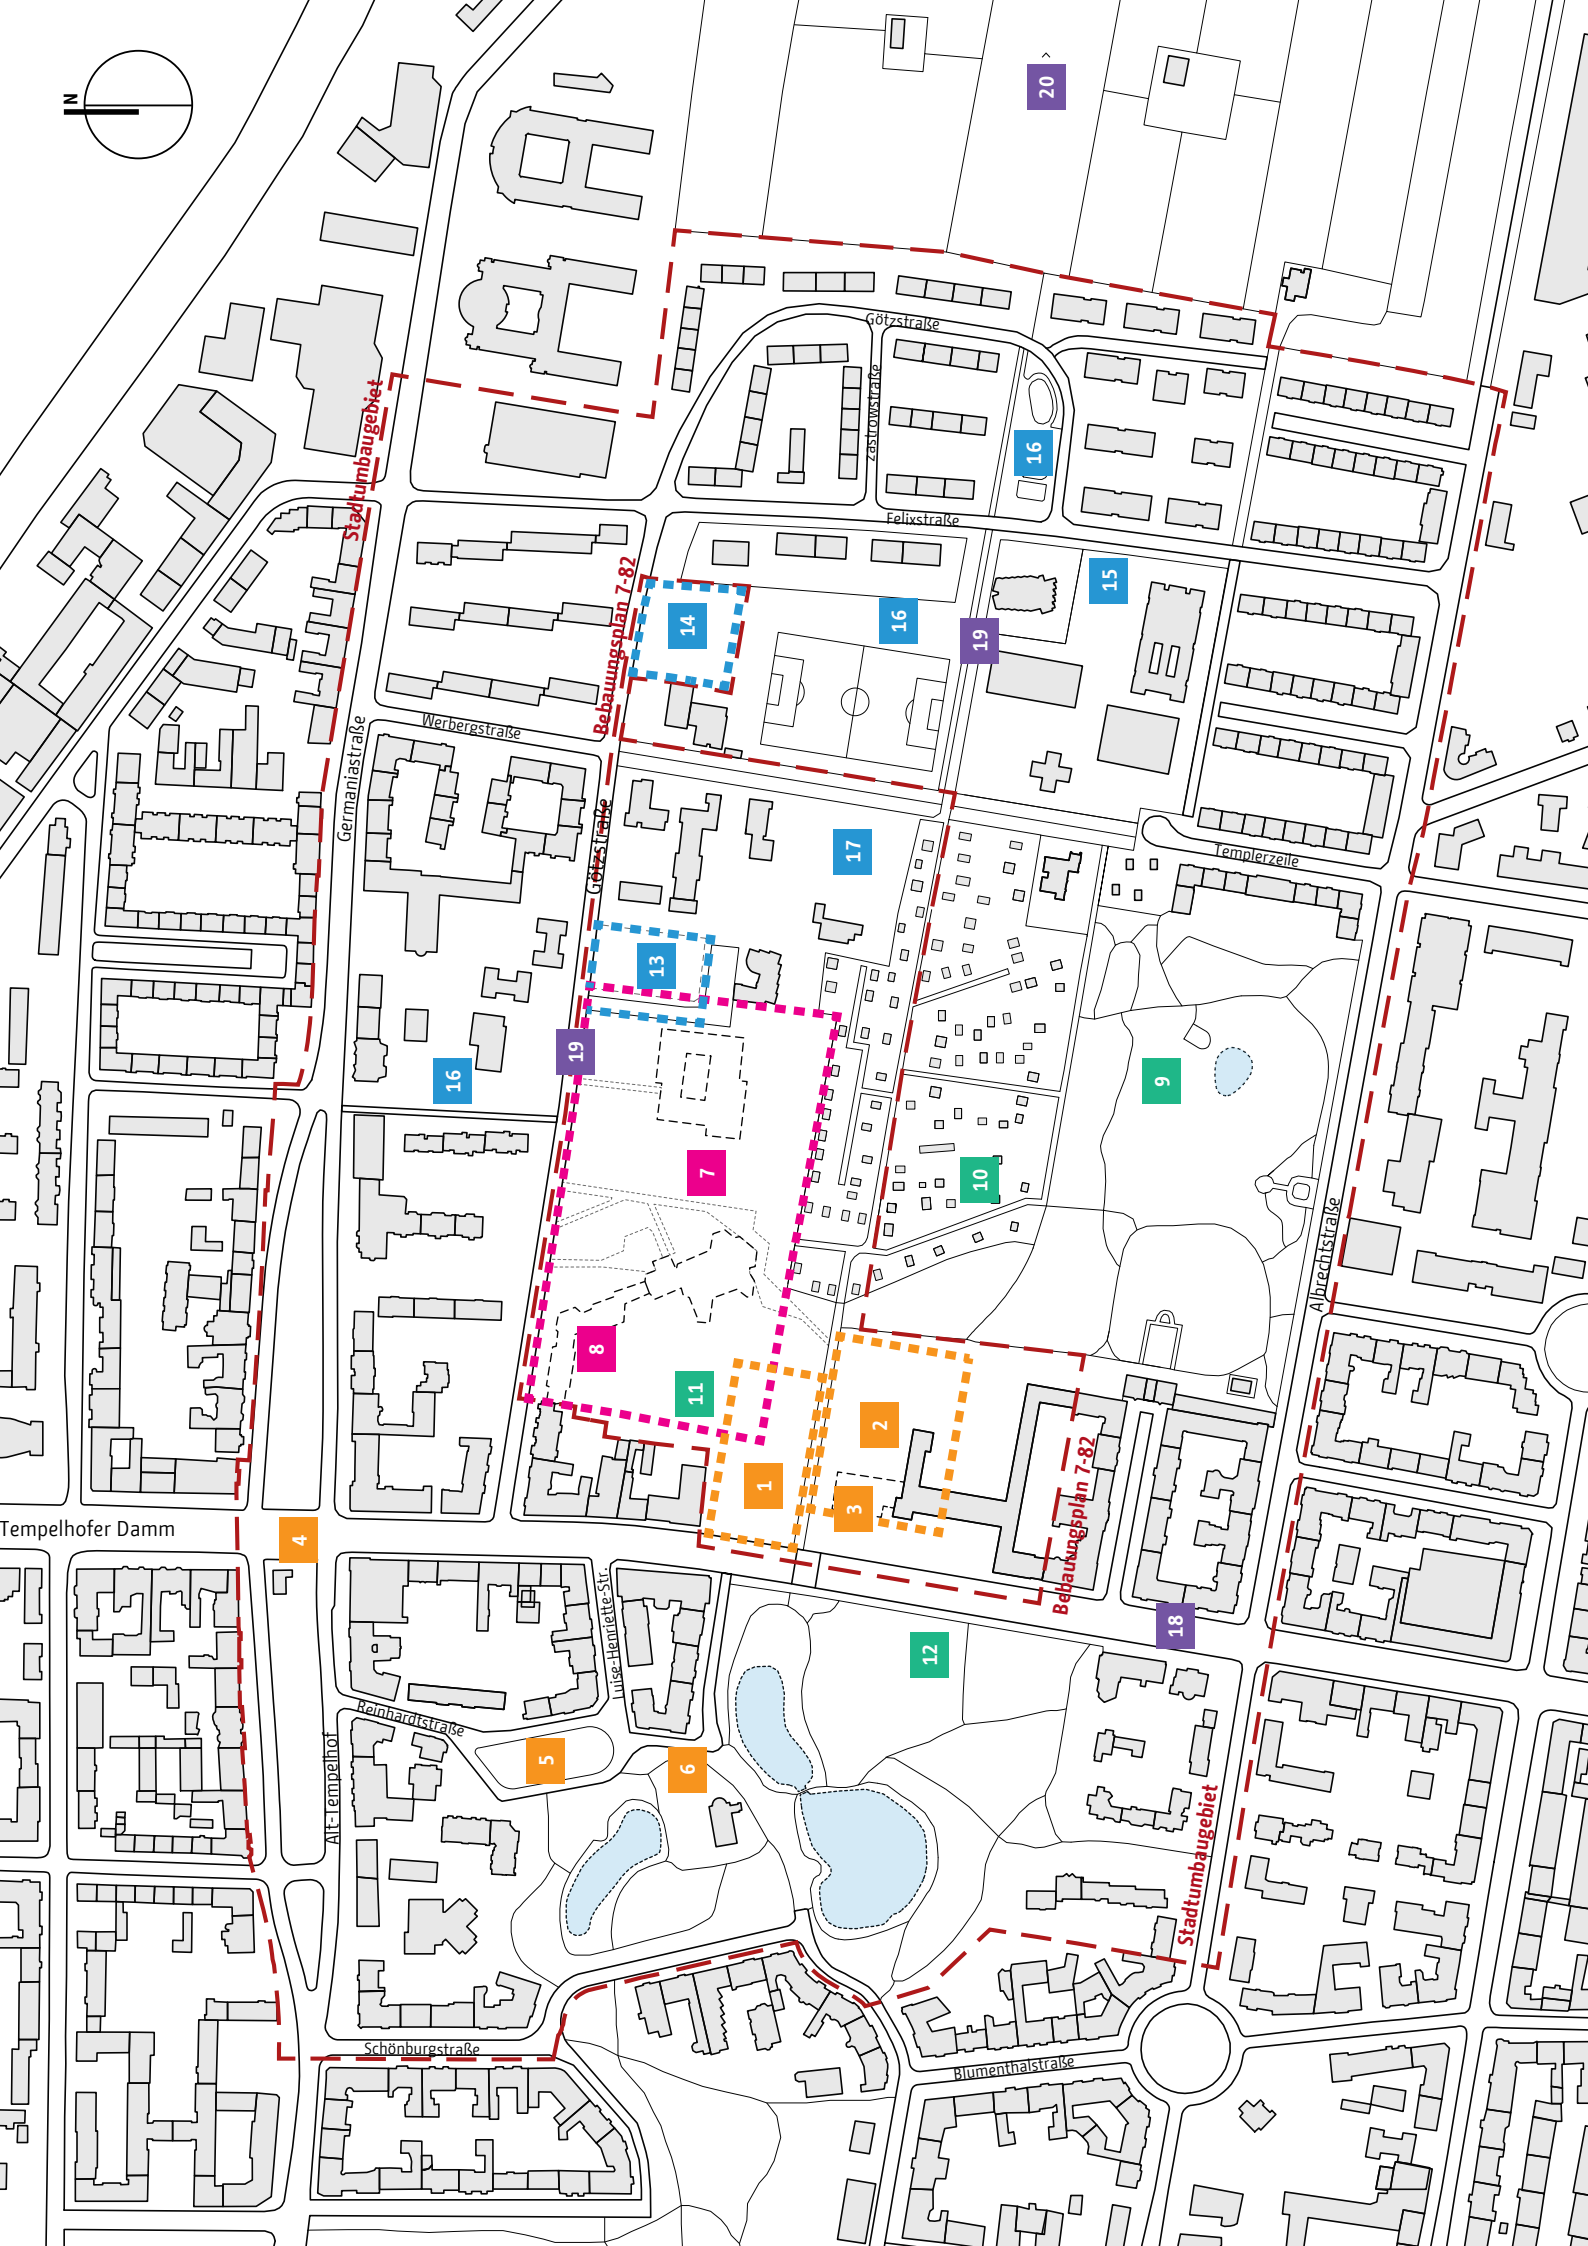 N
20
Götzstraße
Stadtumbaugebiet
Zastrowstraße
16
Felixstraße
Bebauungsplan 7-82
14
16
15
19
Werbergstraße
Germaniastraße
Götzstraße
17
Templerzeile
13
19
16
9
7
10
Albrechtstraße
8
11
2
1
3
Bebauungsplan 7-82
Tempelhofer Damm
4
Luise-Henriette-Str.
12
18
Reinhardtstraße
Alt-Tempelhof
5
6
Stadtumbaugebiet
Schönburgstraße
Blumenthalstraße